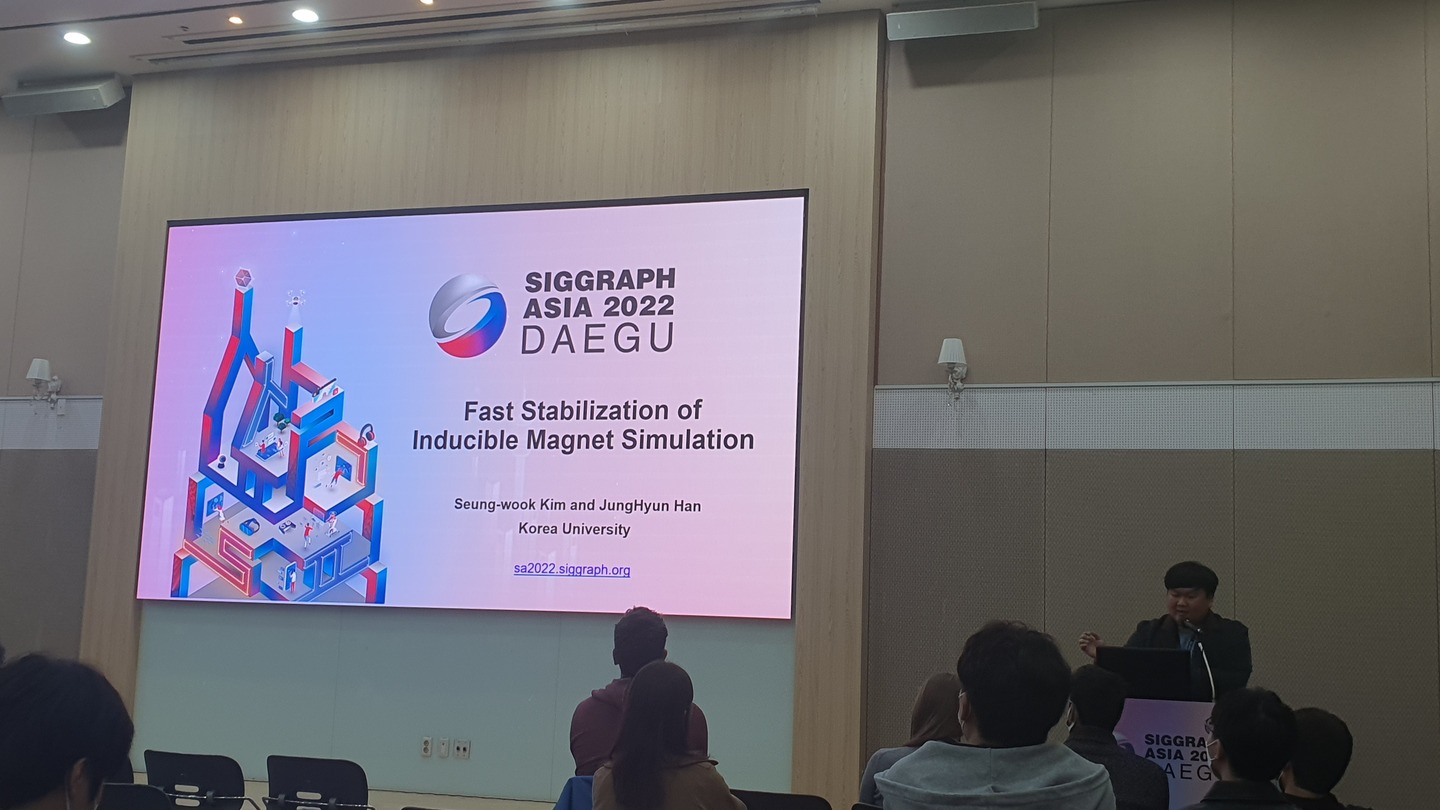 SIGGRAPH
ASIA 2022
DAEGU
Fast Stabilization of
Inducible Magnet Simulation
Seung-wook Kim and JungHyun Han
Korea University
sa2022.siggraph.org
SIGGRA
ASIA 20
AEG